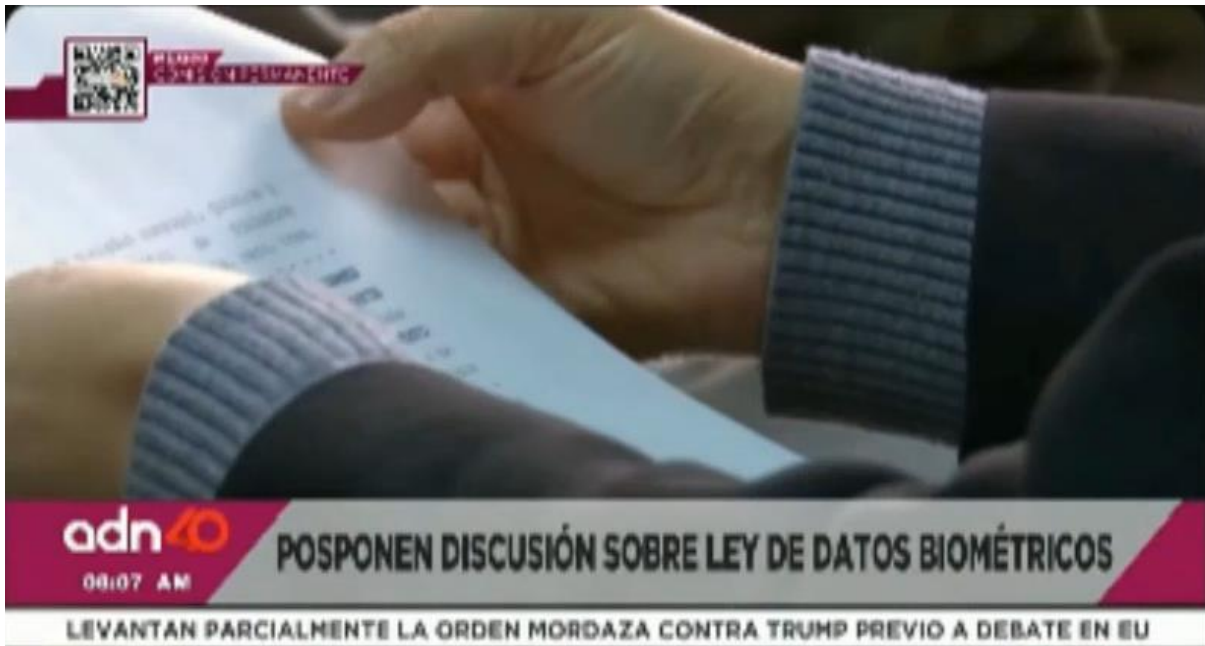 adn40
06:07 AM
POSPONEN DISCUSIÓN SOBRE LEY DE DATOS BIOMÉTRICOS
LEVANTAN PARCIALMENTE LA ORDEN MORDAZA CONTRA TRUMP PREVIO A DEBATE EN EU